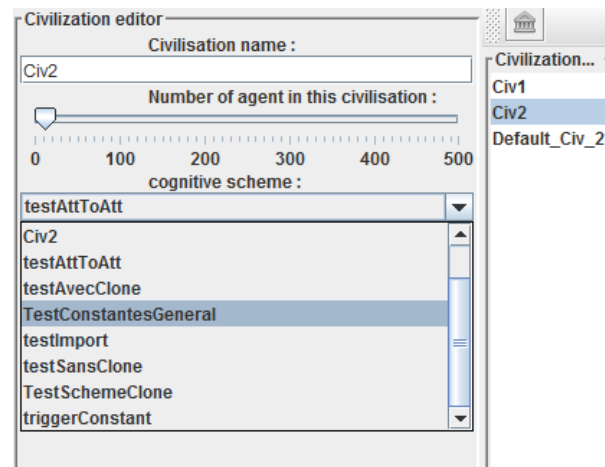 Civilization editor
Civilisation name :
Civ2
Number of agent in this civilisation :
0 100 200 300 400 500
cognitive scheme :
testAttToAtt
Civ2
testAttToAtt
testAvecClone
TestConstantesGeneral
testImport
testSansClone
TestSchemeClone
triggerConstant
Civilization...
Civ1
Civ2
Default_Civ_2